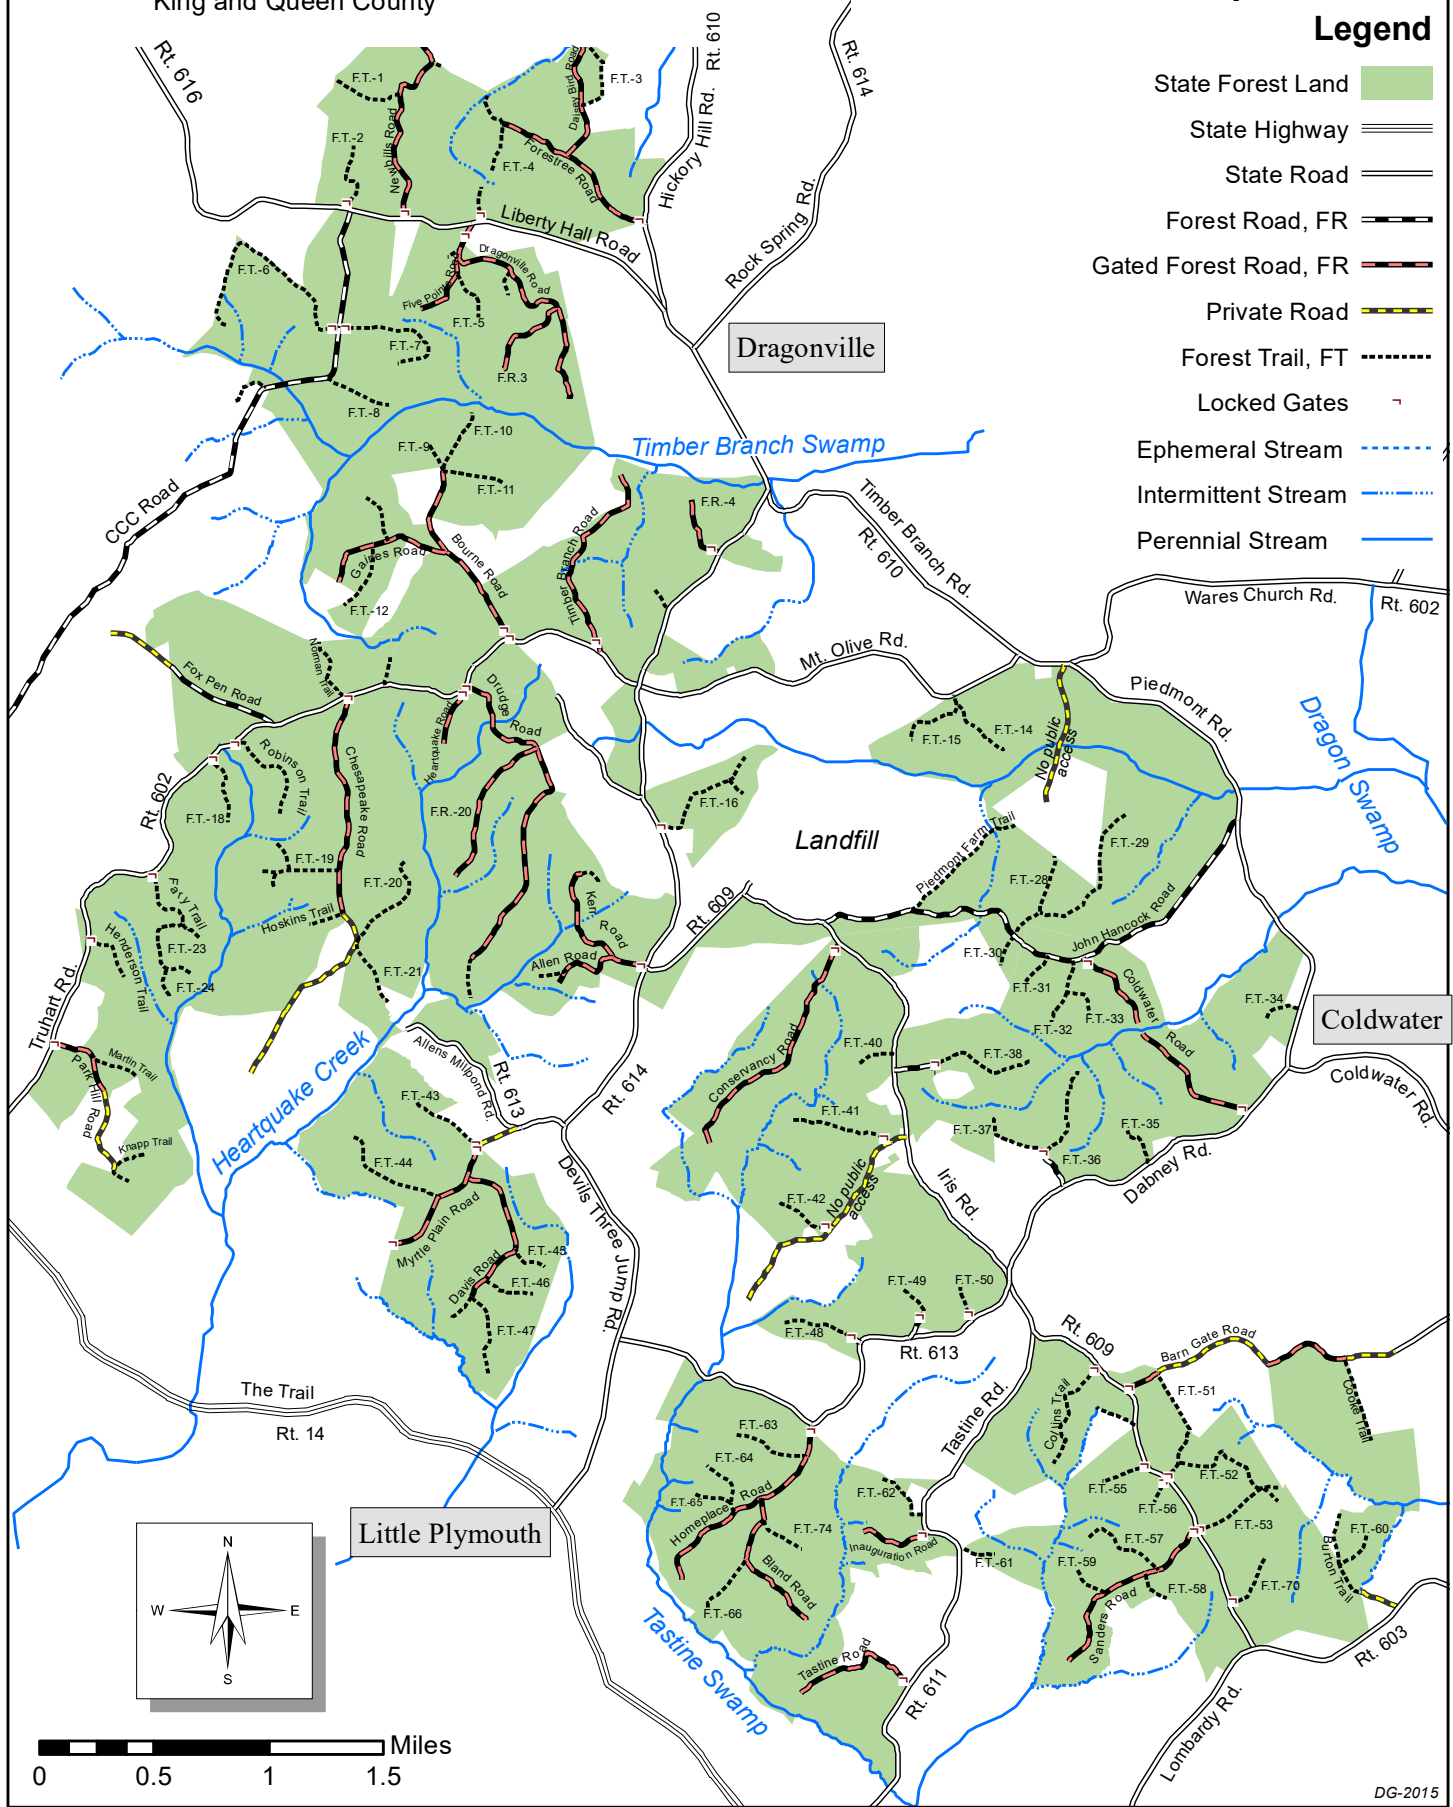 King and Queen County
Legend
State Forest Land
State Highway
State Road
Forest Road, FR
Gated Forest Road, FR
Private Road
Forest Trail, FT
Locked Gates
Ephemeral Stream
Intermittent Stream
Perennial Stream
Rt. 616
Rt. 610
Rt. 614
F.T.-1
F.T.-2
Newbills Road
Daisey Bird Road
F.T.-3
F.T.-4
Forestree Road
Hickory Hill Rd.
Rock Spring Rd.
Liberty Hall Road
F.T.-6
Dragonville Road
Five Points Road
F.T.-5
F.T.-7
F.R.3
Dragonville
F.T.-8
F.T.-9
F.T.-10
F.T.-11
Timber Branch Swamp
CCC Road
Gaines Road
Bourne Road
F.T.-12
Timber Branch Road
F.R.-4
Timber Branch Rd.
Rt. 610
Wares Church Rd.
Rt. 602
Mt. Olive Rd.
Fox Pen Road
Norman Trail
Piedmont Rd.
Dragon Swamp
Drudge Road
Heartquake Road
Chesapeake Road
Robinson Trail
Rt. 602
F.T.-18
F.R.-20
F.T.-14
F.T.-15
No public access
F.T.-16
Landfill
Piedmont Farm Trail
F.T.-29
F.T.-28
F.T.-19
F.T.-20
Hoskins Trail
Fary Trail
F.T.-23
F.T.-24
Henderson Trail
F.T.-21
Kerr Road
Allen Road
Rt. 609
John Hancock Road
F.T.-30
F.T.-31
F.T.-32
F.T.-33
Coldwater Road
F.T.-34
Coldwater
Coldwater Rd.
Truhart Rd.
Martin Trail
Park Hill Road
Knapp Trail
Heartquake Creek
Allens Millpond Rd.
Rt. 613
Rt. 614
Conservancy Road
F.T.-40
F.T.-38
F.T.-41
F.T.-37
F.T.-35
F.T.-36
Dabney Rd.
F.T.-43
F.T.-44
Myrtle Plain Road
Davis Road
F.T.-45
F.T.-46
F.T.-47
Devils Three Jump Rd.
F.T.-42
No public access
Iris Rd.
F.T.-49
F.T.-50
F.T.-48
Rt. 613
Rt. 609
Barn Gate Road
The Trail
Rt. 14
Tastine Rd.
Collins Trail
F.T.-51
Cooke Trail
F.T.-63
F.T.-64
F.T.-65
Homeplace Road
F.T.-62
F.T.-74
Inauguration Road
F.T.-61
Bland Road
F.T.-66
F.T.-52
F.T.-55
F.T.-56
F.T.-53
F.T.-57
F.T.-59
F.T.-58
F.T.-60
Burton Trail
F.T.-70
Sanders Road
Little Plymouth
Tastine Swamp
Tastine Road
Rt. 611
Rt. 603
Lombardy Rd.
N
W
E
S
Miles
0 0.5 1 1.5
DG-2015